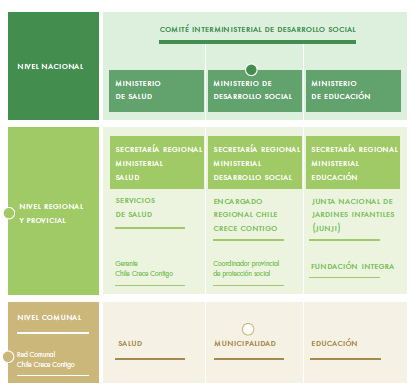 COMITÉ INTERMINISTERIAL DE DESARROLLO SOCIAL
NIVEL NACIONAL
MINISTERIO
DE SALUD
MINISTERIO DE
DESARROLLO SOCIAL
MINISTERIO
DE EDUCACIÓN
NIVEL REGIONAL
Y PROVICIAL
SECRETARÍA REGIONAL
MINISTERIAL
SALUD
SECRETARÍA REGIONAL
MINISTERIAL
DESARROLLO SOCIAL
SECRETARÍA REGIONAL
MINISTERIAL
EDUCACIÓN
SERVICIOS
DE SALUD
ENCARGADO
REGIONAL CHILE
CRECE CONTIGO
JUNTA NACIONAL DE
JARDINES INFANTILES
(JUNJI)
Gerente
Chile Crece Contigo
Coordinador provincial
de protección social
FUNDACIÓN INTEGRA
NIVEL COMUNAL
Red Comunal
Chile Crece Contigo
SALUD
MUNICIPALIDAD
EDUCACIÓN